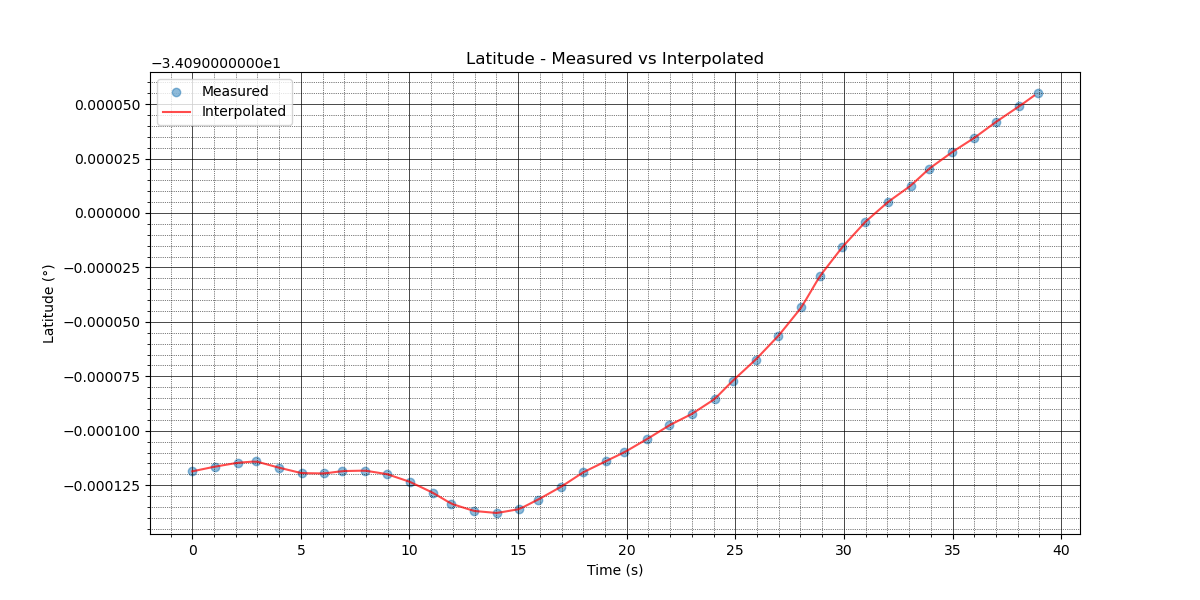 Latitude - Measured vs Interpolated
−3.4090000000e1
Measured
Interpolated
0.000050
0.000025
0.000000
−0.000025
−0.000050
−0.000075
−0.000100
−0.000125
Latitude (°)
0 5 10 15 20 25 30 35 40
Time (s)